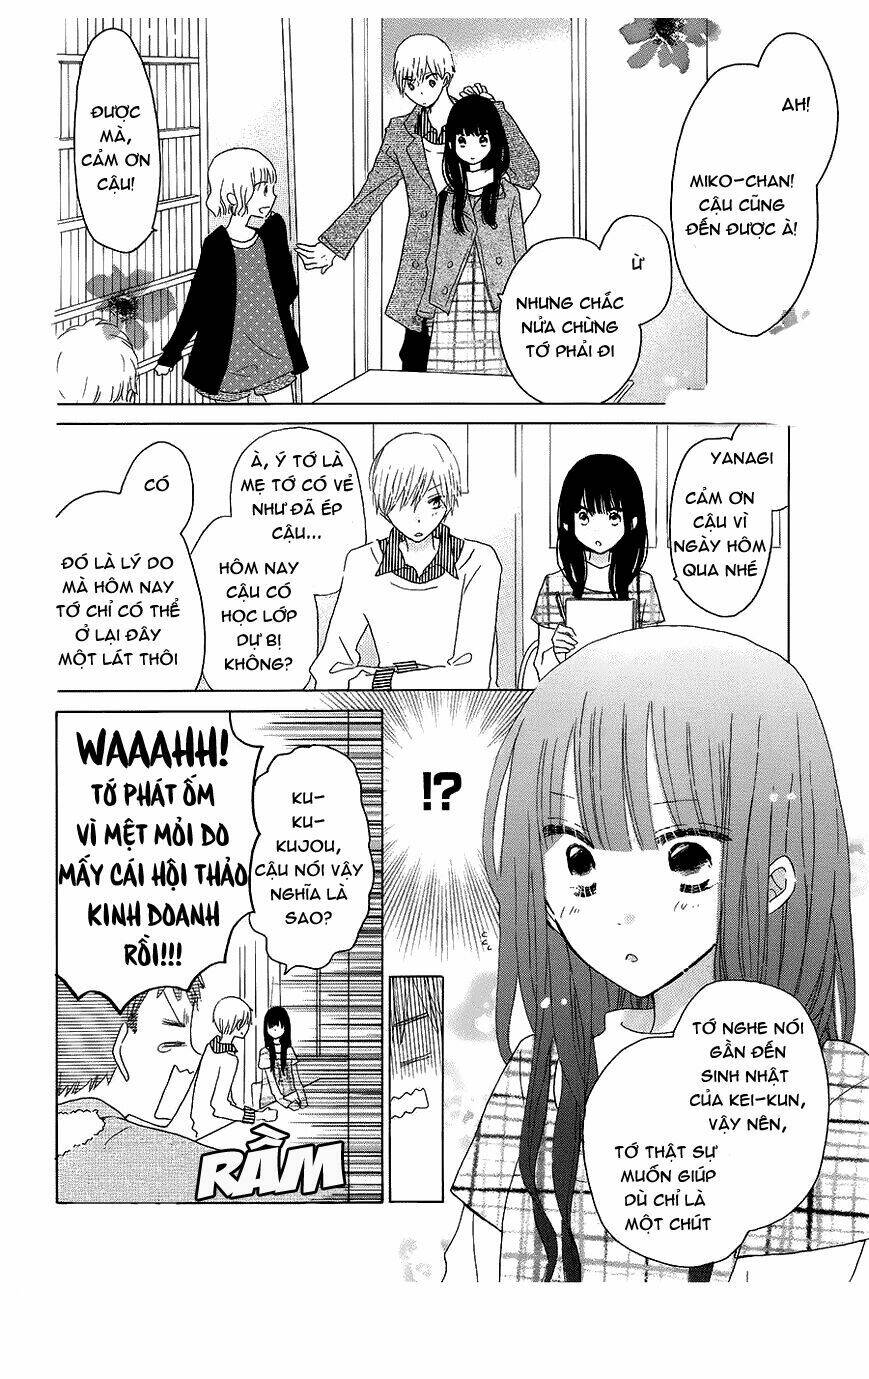 AH!
MIKO-CHAN!
CẬU CŨNG
ĐẾN ĐƯỢC À!
Ừ
NHƯNG CHẮC
NỬA CHỪNG
TỚ PHẢI ĐI
ĐƯỢC
MÀ,
CẢM ƠN
CẬU!
YANAGI
CẢM ƠN
CẬU VÌ
NGÀY HÔM
QUA NHÉ
À, Ý TỚ LÀ
MẸ TỚ CÓ VẺ
NHƯ ĐÃ ÉP
CẬU...
HÔM NAY
CẬU CÓ
HỌC LỚP
DỰ BỊ
KHÔNG?
CÓ
ĐÓ LÀ LÝ DO
MÀ HÔM NAY
TỚ CHỈ CÓ THỂ
Ở LẠI ĐÂY
MỘT LÁT THÔI
TỚ NGHE NÓI
GẦN ĐẾN
SINH NHẬT
CỦA KEI-KUN,
VẬY NÊN,
TỚ THẬT SỰ
MUỐN GIÚP
DÙ CHỈ LÀ
MỘT CHÚT
!?
KU-
KU-
KUJOU,
CẬU NÓI VẬY
NGHĨA LÀ
SAO?
WAAAHH!
TỚ PHÁT ỐM
VÌ MỆT MỎI DO
MẤY CÁI HỘI THẢO
KINH DOANH
RỒI!!!
RẦM